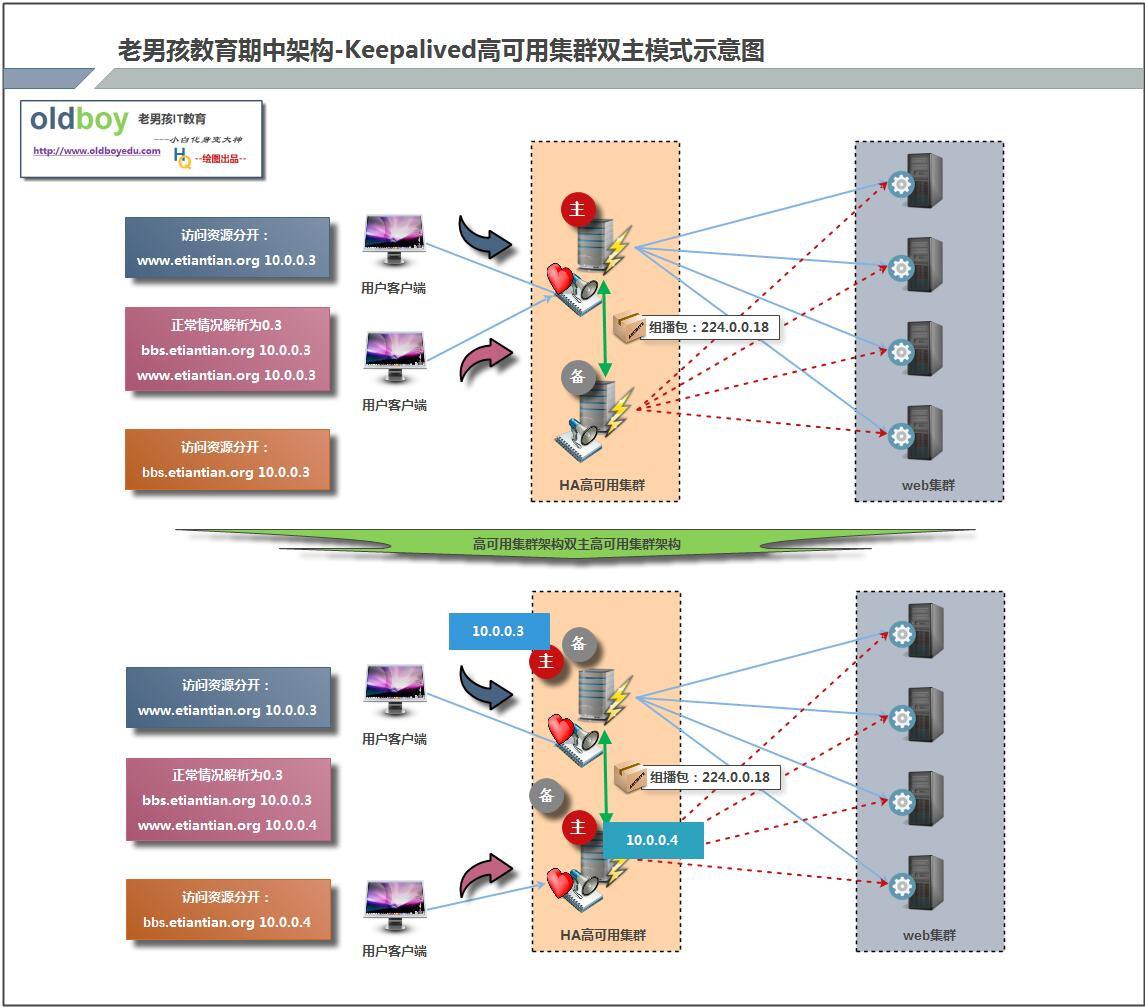 老男孩教育期中架构-Keepalived高可用集群双主模式示意图
oldboy 老男孩IT教育
---小白化身变大神
http://www.oldboyedu.com
HQ --绘图出品--
访问资源分开：
www.etiantian.org 10.0.0.3
正常情况解析为0.3
bbs.etiantian.org 10.0.0.3
www.etiantian.org 10.0.0.3
访问资源分开：
bbs.etiantian.org 10.0.0.3
用户客户端
用户客户端
主
组播包：224.0.0.18
备
HA高可用集群
web集群
高可用集群架构双主高可用集群架构
访问资源分开：
www.etiantian.org 10.0.0.3
正常情况解析为0.3
bbs.etiantian.org 10.0.0.3
www.etiantian.org 10.0.0.4
访问资源分开：
bbs.etiantian.org 10.0.0.4
用户客户端
用户客户端
10.0.0.3
备
主
组播包：224.0.0.18
备
主
10.0.0.4
HA高可用集群
web集群